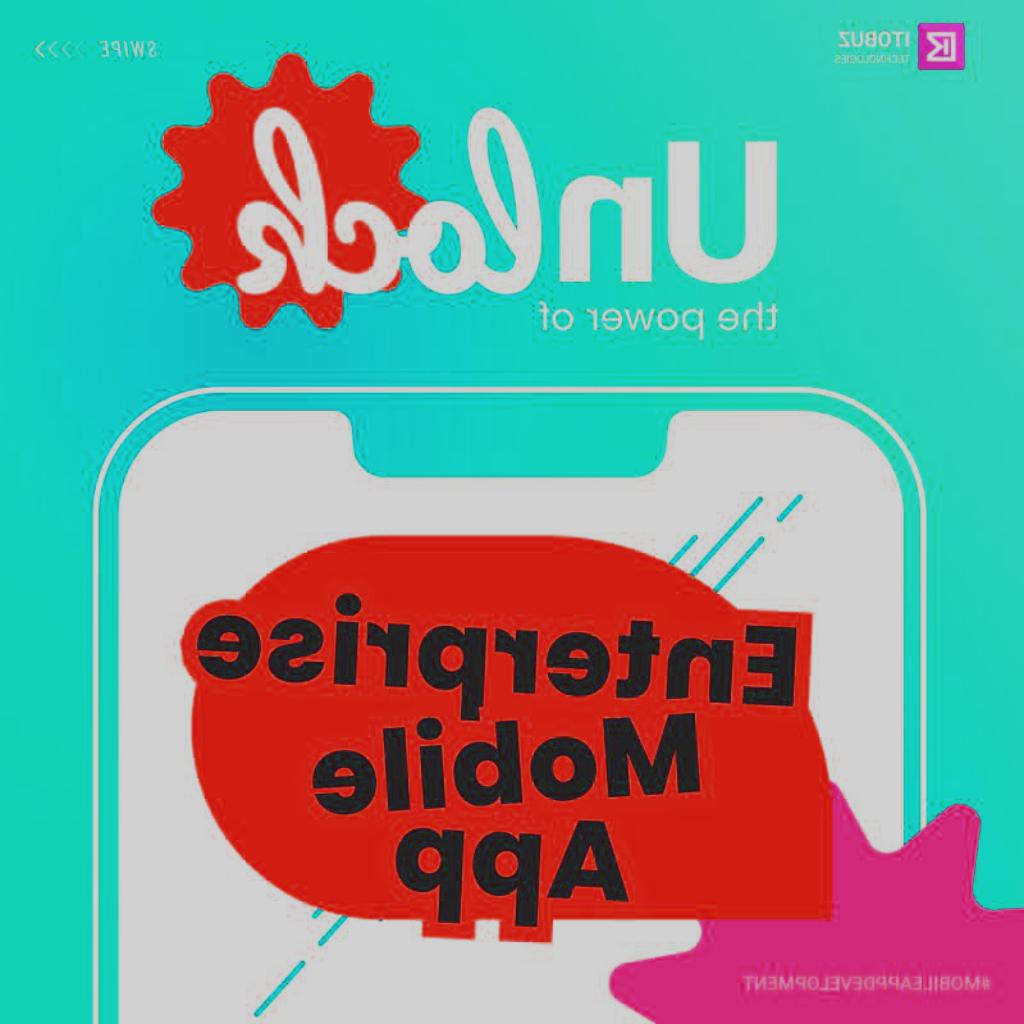 ITOBUZ
TECHNOLOGIES
SWIPE >>>>
Unlock
the power of
Enterprise
Mobile
App
#MOBILEAPPDEVELOPMENT